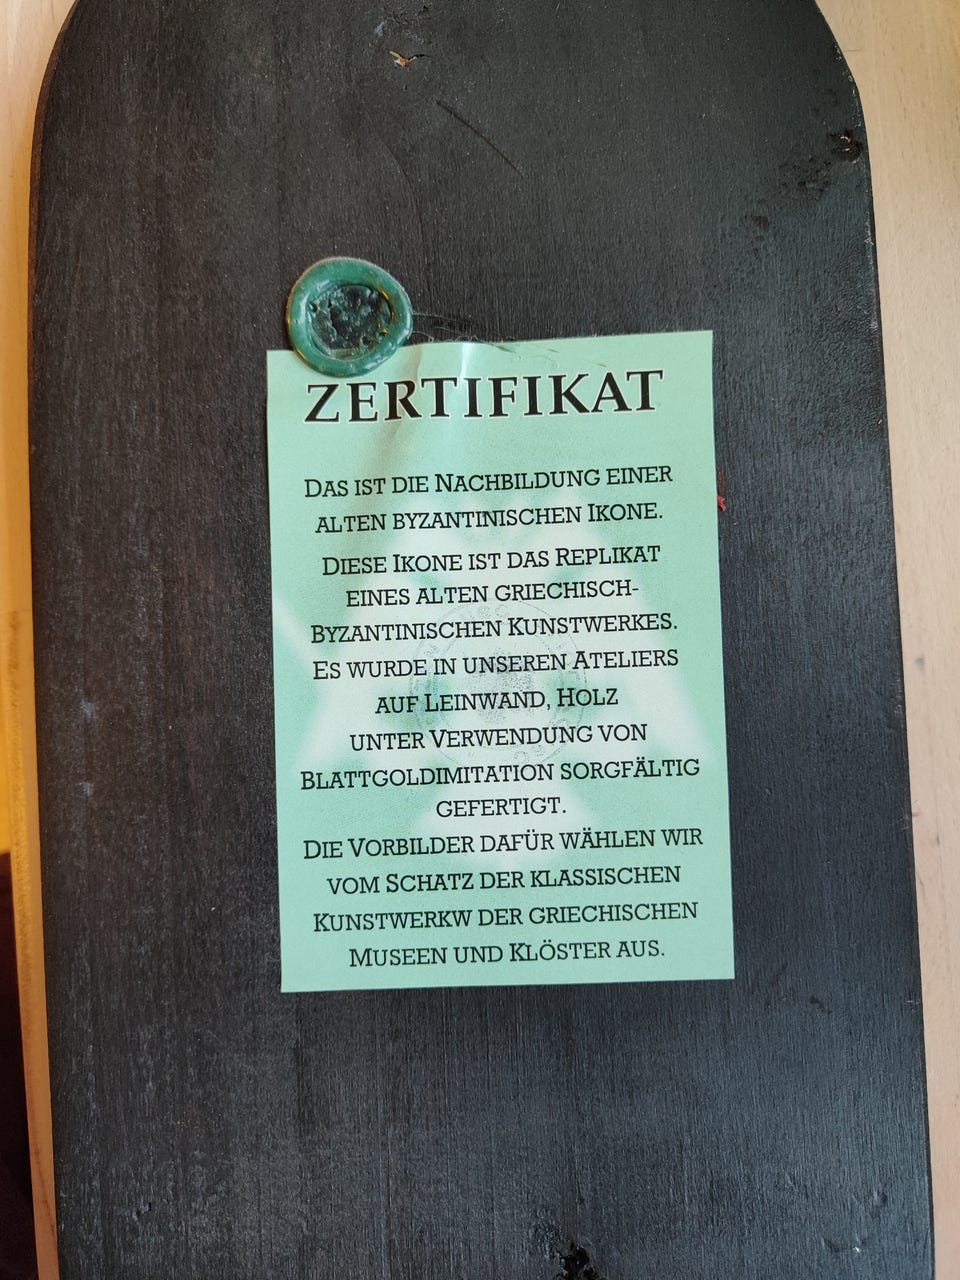 ZERTIFIKAT
DAS IST DIE NACHBILDUNG EINER
ALTEN BYZANTINISCHEN IKONE.
DIESE IKONE IST DAS REPLIKAT
EINES ALTEN GRIECHISCH-
BYZANTINISCHEN KUNSTWERKES.
ES WURDE IN UNSEREN ATELIERS
AUF LEINWAND, HOLZ
UNTER VERWENDUNG VON
BLATTGOLDIMITATION SORGFÄLTIG
GEFERTIGT.
DIE VORBILDER DAFÜR WÄHLEN WIR
VOM SCHATZ DER KLASSISCHEN
KUNSTWERKW DER GRIECHISCHEN
MUSEEN UND KLÖSTER AUS.